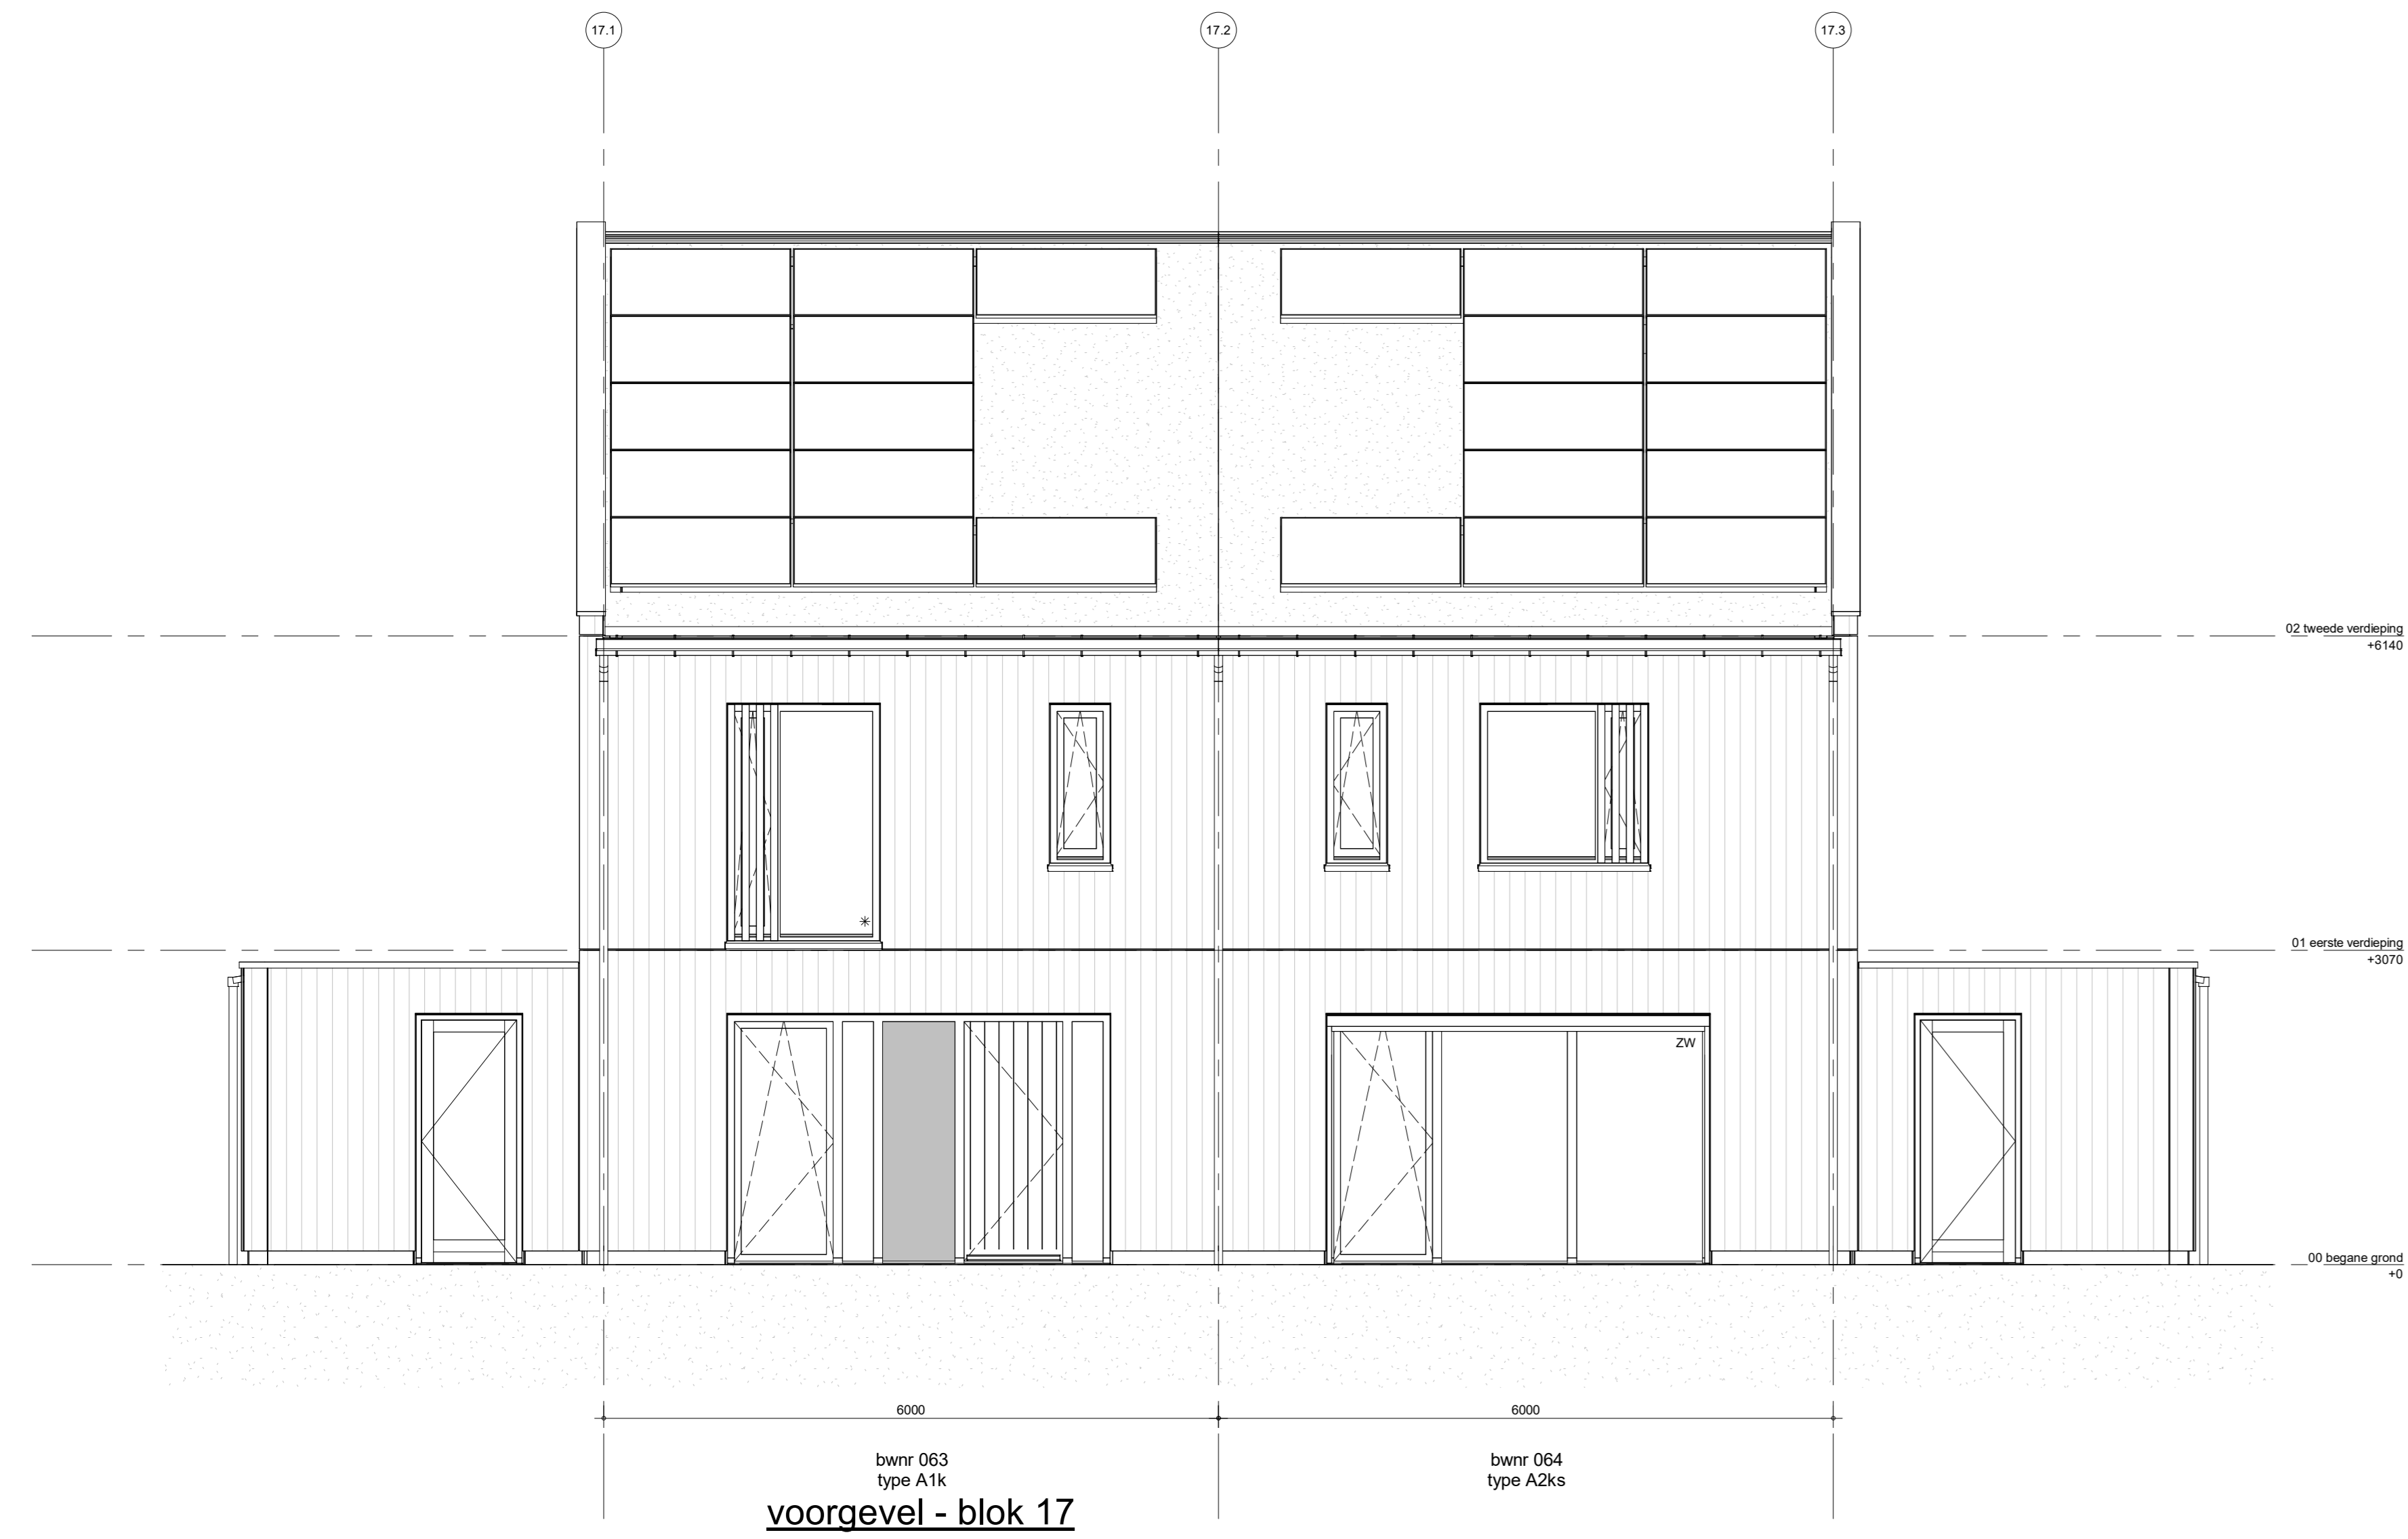 17.1
17.2
17.3
02 tweede verdieping
+6140
01 eerste verdieping
+3070
ZW
00 begane grond
+0
6000
6000
bwnr 063
type A1k
bwnr 064
type A2ks
voorgevel - blok 17